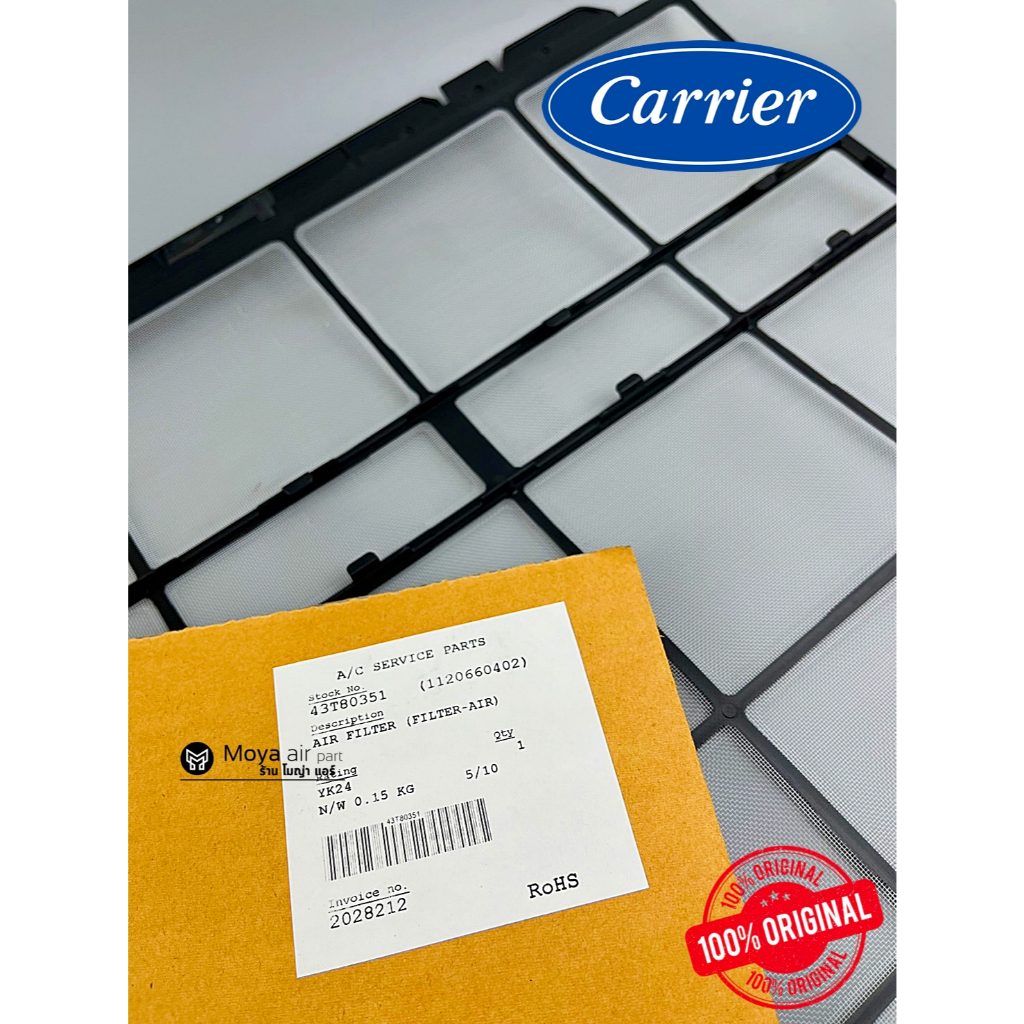 Carrier
A/C SERVICE PARTS
Stock No.
43T80351 (1120660402)
Description
AIR FILTER (FILTER-AIR)
Qty
1
Moya air part
ร้าน โมญ่า แอร์
YK24 5/10
N/W 0.15 KG
43T80351
Invoice no.
2028212
RoHS
100% ORIGINAL
100% ORIGINAL
100% ORIGINAL